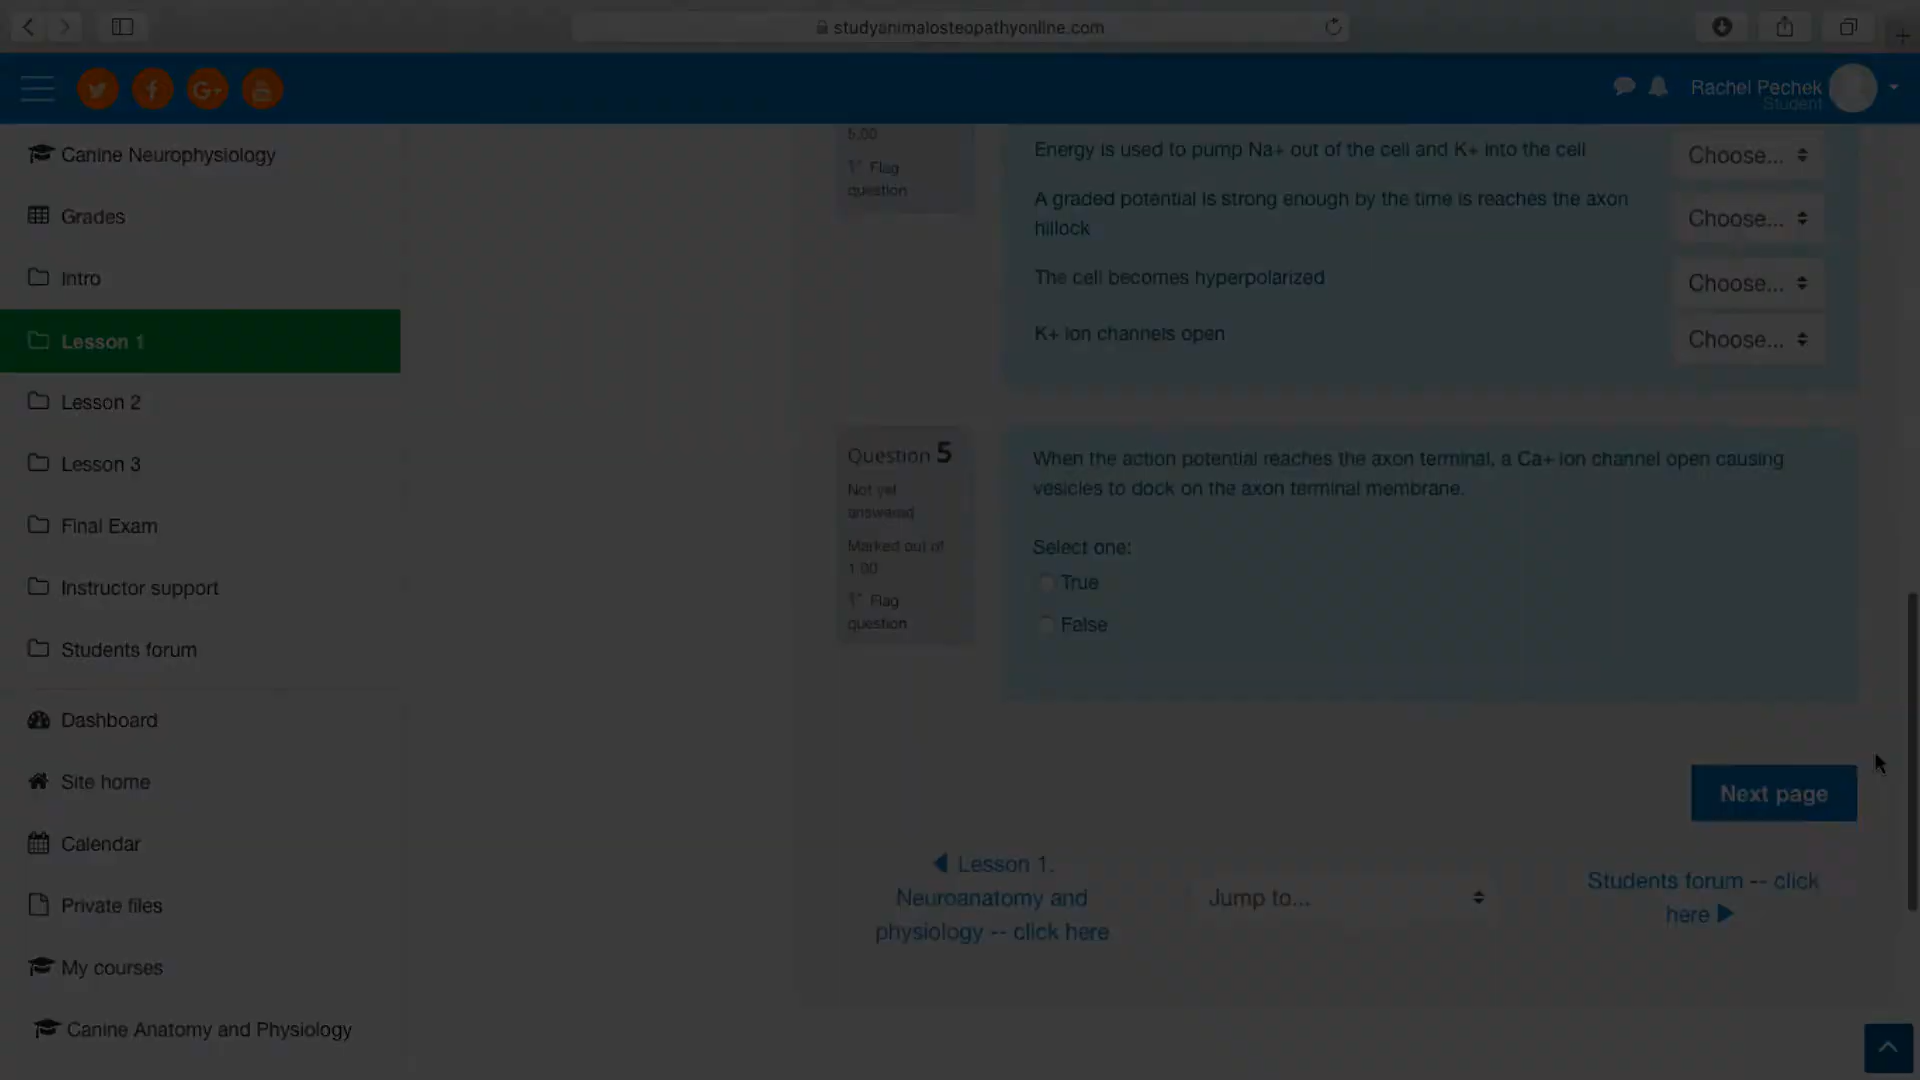 studyanimalosteopathyonline.com
Rachel Pechek
Student
Canine Neurophysiology
Grades
Intro
Lesson 1
Lesson 2
Lesson 3
Final Exam
Instructor support
Students forum
Dashboard
Site home
Calendar
Private files
My courses
Canine Anatomy and Physiology
5.00
Flag
question
Energy is used to pump Na+ out of the cell and K+ into the cell
Choose...
A graded potential is strong enough by the time is reaches the axon
hillock
Choose...
The cell becomes hyperpolarized
Choose...
K+ ion channels open
Choose...
Question 5
Not yet
answered
Marked out of
1.00
Flag
question
When the action potential reaches the axon terminal, a Ca+ ion channel open causing
vesicles to dock on the axon terminal membrane.
Select one:
True
False
Next page
Lesson 1.
Neuroanatomy and
physiology -- click here
Jump to...
Students forum -- click
here